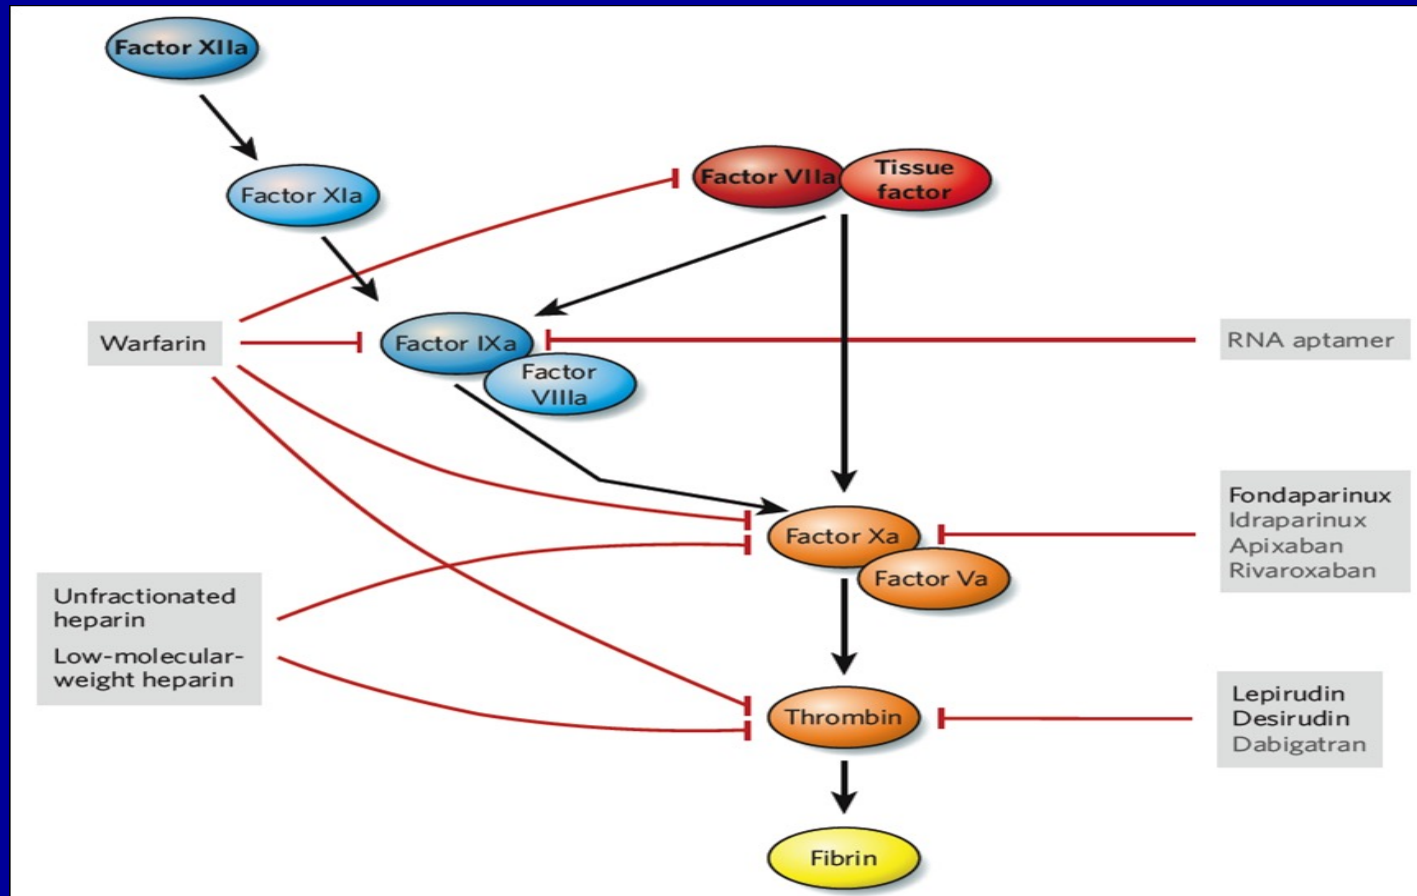 Factor XIIa
Factor XIa
Factor VIIa
Tissue
factor
Warfarin
Factor IXa
Factor
VIIIa
RNA aptamer
Fondaparinux
Idraparinux
Apixaban
Rivaroxaban
Factor Xa
Factor Va
Unfractionated
heparin
Low-molecular-
weight heparin
Thrombin
Lepirudin
Desirudin
Dabigatran
Fibrin